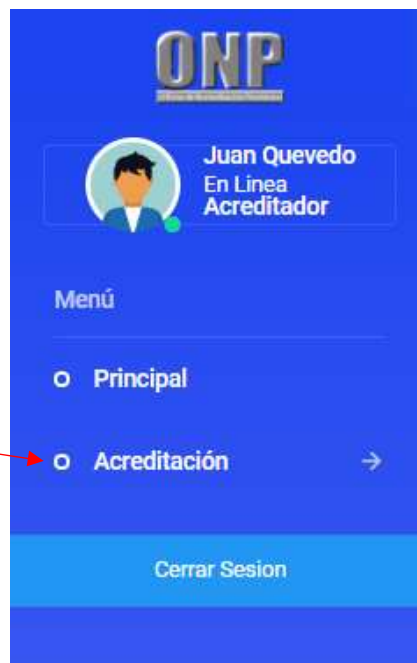 ONP
Juan Quevedo
En Linea
Acreditador
Menú
Principal
Acreditación
Cerrar Sesion